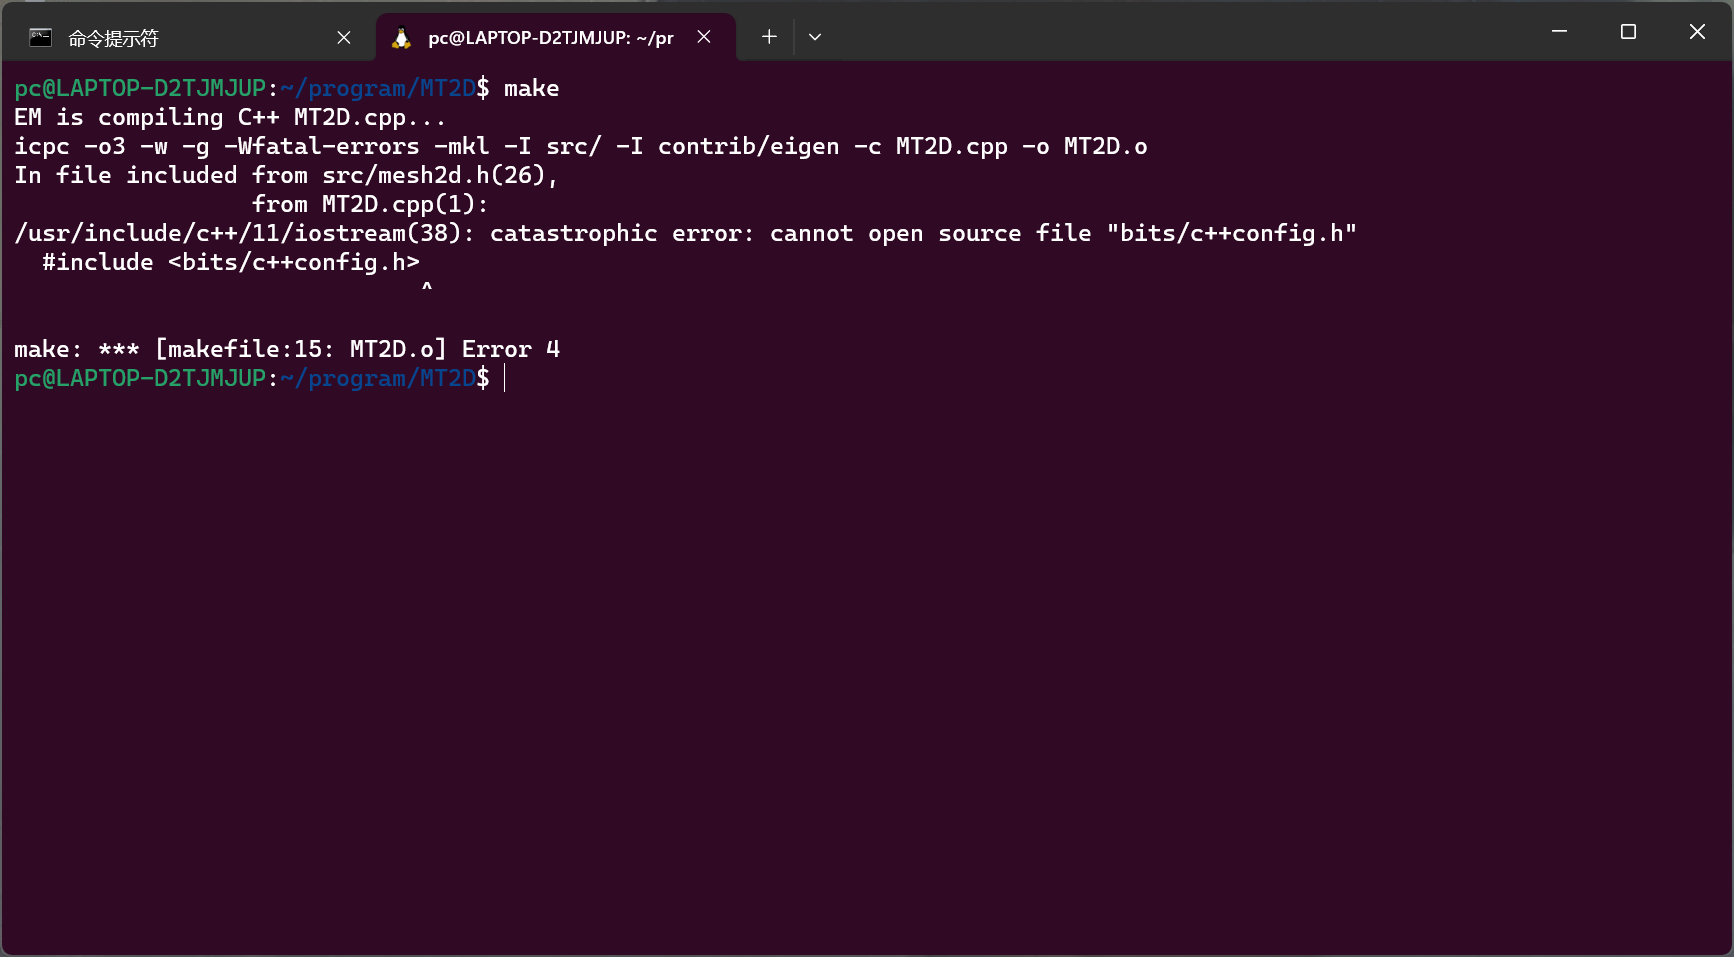 命令提示符
pc@LAPTOP-D2TJMJUP: ~/pr
pc@LAPTOP-D2TJMJUP:~/program/MT2D$ make
EM is compiling C++ MT2D.cpp...
icpc -o3 -w -g -Wfatal-errors -mkl -I src/ -I contrib/eigen -c MT2D.cpp -o MT2D.o
In file included from src/mesh2d.h(26),
                 from MT2D.cpp(1):
/usr/include/c++/11/iostream(38): catastrophic error: cannot open source file "bits/c++config.h"
  #include <bits/c++config.h>
                             ^
make: *** [makefile:15: MT2D.o] Error 4
pc@LAPTOP-D2TJMJUP:~/program/MT2D$